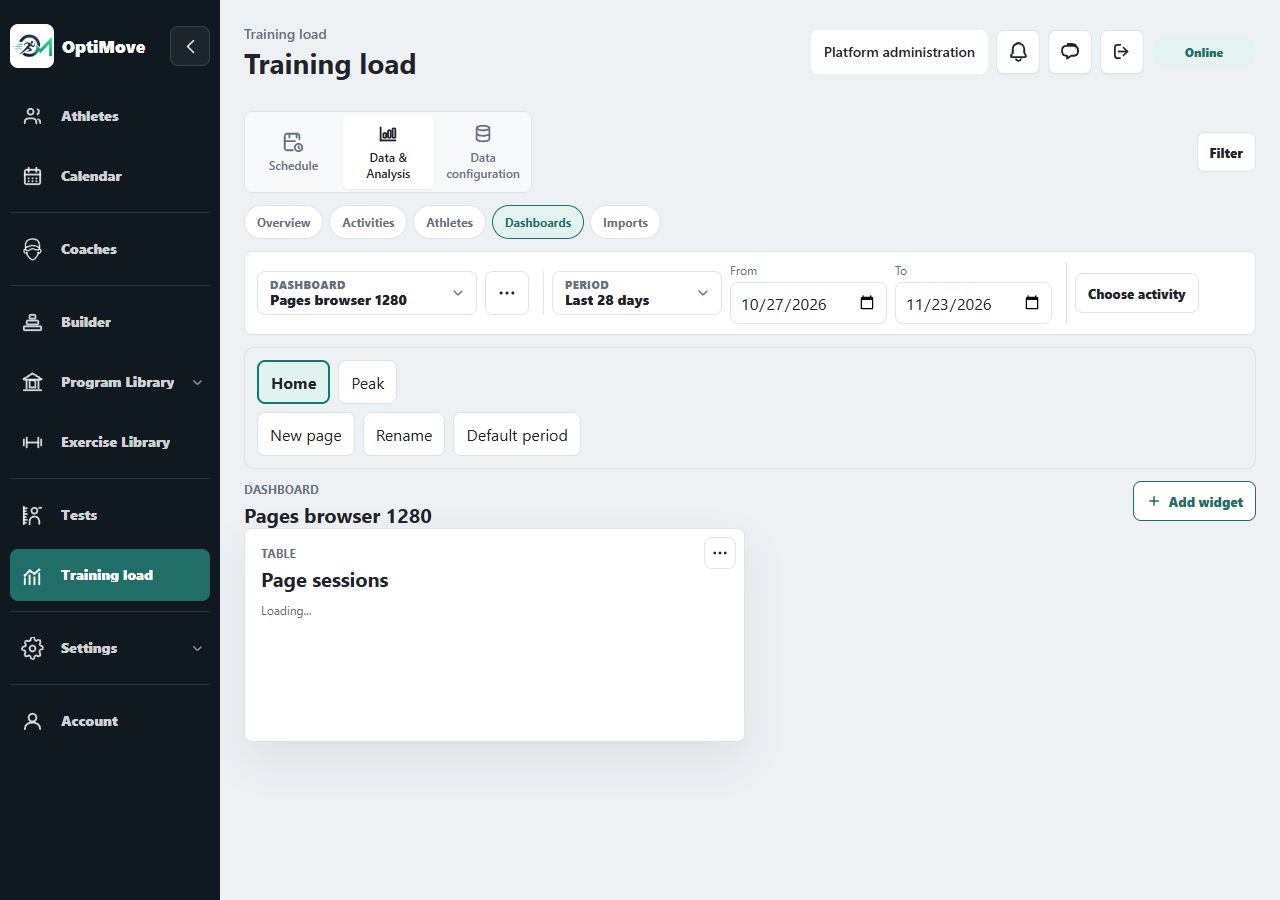 OptiMove
Athletes
Calendar
Coaches
Builder
Program Library
Exercise Library
Tests
Training load
Settings
Account
Training load
Training load
Platform administration
Online
Schedule
Data &
Analysis
Data
configuration
Filter
Overview
Activities
Athletes
Dashboards
Imports
DASHBOARD
Pages browser 1280
PERIOD
Last 28 days
From
10/27/2026
To
11/23/2026
Choose activity
Home
Peak
New page
Rename
Default period
DASHBOARD
Pages browser 1280
+ Add widget
TABLE
Page sessions
Loading...